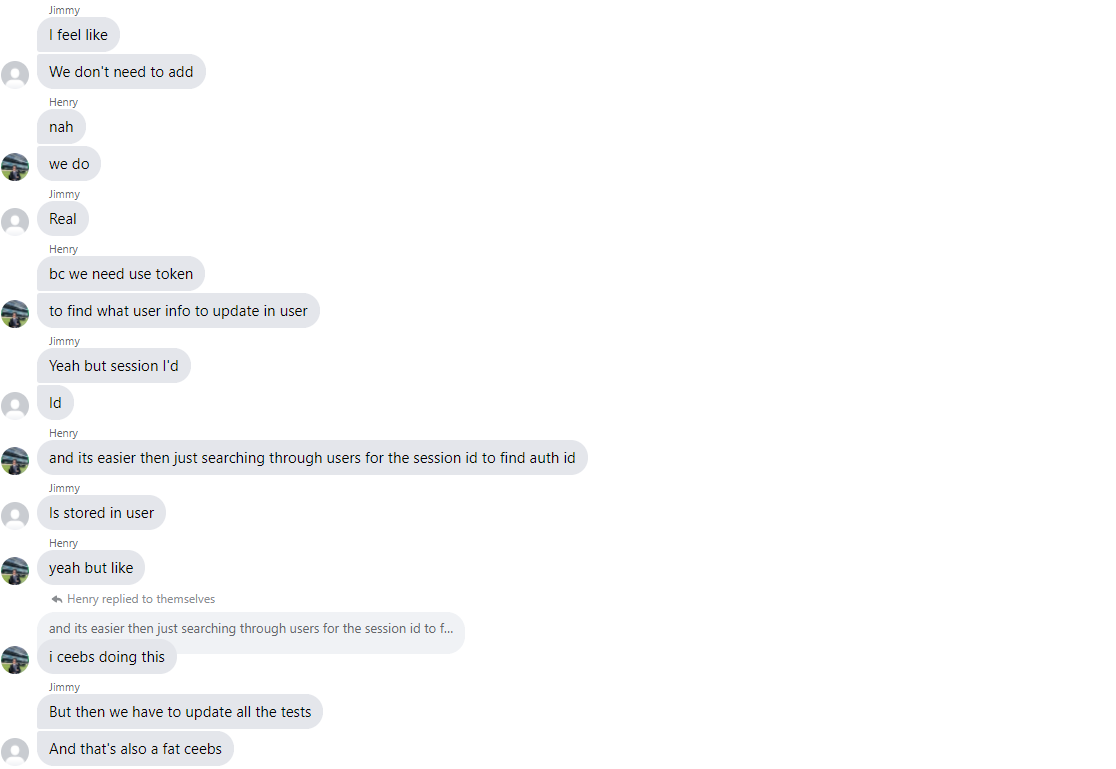 Jimmy
I feel like
We don't need to add
Henry
nah
we do
Jimmy
Real
Henry
bc we need use token
to find what user info to update in user
Jimmy
Yeah but session I'd
Id
Henry
and its easier then just searching through users for the session id to find auth id
Jimmy
Is stored in user
Henry
yeah but like
Henry replied to themselves
and its easier then just searching through users for the session id to f...
i ceebs doing this
Jimmy
But then we have to update all the tests
And that's also a fat ceebs